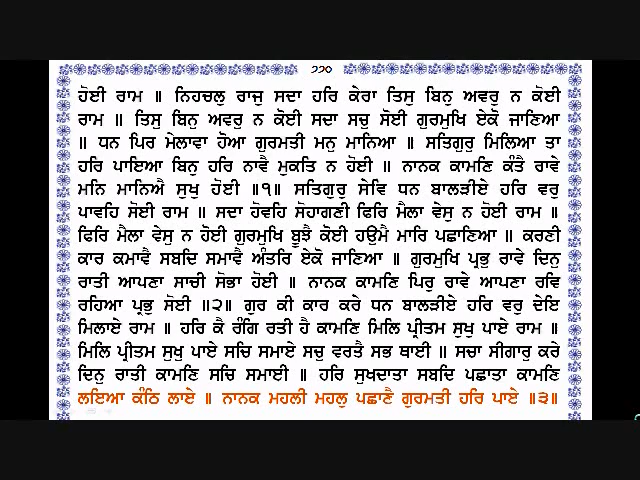 ੭੭੦
ਹੋਈ ਰਾਮ ॥ ਨਿਹਚਲੁ ਰਾਜੁ ਸਦਾ ਹਰਿ ਕੇਰਾ ਤਿਸੁ ਬਿਨੁ ਅਵਰੁ ਨ ਕੋਈ
ਰਾਮ ॥ ਤਿਸੁ ਬਿਨੁ ਅਵਰੁ ਨ ਕੋਈ ਸਦਾ ਸਚੁ ਸੋਈ ਗੁਰਮੁਖਿ ਏਕੋ ਜਾਣਿਆ
॥ ਧਨ ਪਿਰ ਮੇਲਾਵਾ ਹੋਆ ਗੁਰਮਤੀ ਮਨੁ ਮਾਨਿਆ ॥ ਸਤਿਗੁਰੁ ਮਿਲਿਆ ਤਾ
ਹਰਿ ਪਾਇਆ ਬਿਨੁ ਹਰਿ ਨਾਵੈ ਮੁਕਤਿ ਨ ਹੋਈ ॥ ਨਾਨਕ ਕਾਮਣਿ ਕੰਤੈ ਰਾਵੇ
ਮਨਿ ਮਾਨਿਐ ਸੁਖੁ ਹੋਈ ॥੧॥ ਸਤਿਗੁਰੁ ਸੇਵਿ ਧਨ ਬਾਲੜੀਏ ਹਰਿ ਵਰੁ
ਪਾਵਹਿ ਸੋਈ ਰਾਮ ॥ ਸਦਾ ਹੋਵਹਿ ਸੋਹਾਗਣੀ ਫਿਰਿ ਮੈਲਾ ਵੇਸੁ ਨ ਹੋਈ ਰਾਮ ॥
ਫਿਰਿ ਮੈਲਾ ਵੇਸੁ ਨ ਹੋਈ ਗੁਰਮੁਖਿ ਬੂਝੈ ਕੋਈ ਹਉਮੈ ਮਾਰਿ ਪਛਾਣਿਆ ॥ ਕਰਣੀ
ਕਾਰ ਕਮਾਵੈ ਸਬਦਿ ਸਮਾਵੈ ਅੰਤਰਿ ਏਕੋ ਜਾਣਿਆ ॥ ਗੁਰਮੁਖਿ ਪ੍ਰਭੁ ਰਾਵੇ ਦਿਨੁ
ਰਾਤੀ ਆਪਣਾ ਸਾਚੀ ਸੋਭਾ ਹੋਈ ॥ ਨਾਨਕ ਕਾਮਣਿ ਪਿਰੁ ਰਾਵੇ ਆਪਣਾ ਰਵਿ
ਰਹਿਆ ਪ੍ਰਭੁ ਸੋਈ ॥੨॥ ਗੁਰ ਕੀ ਕਾਰ ਕਰੇ ਧਨ ਬਾਲੜੀਏ ਹਰਿ ਵਰੁ ਦੇਇ
ਮਿਲਾਏ ਰਾਮ ॥ ਹਰਿ ਕੈ ਰੰਗਿ ਰਤੀ ਹੈ ਕਾਮਣਿ ਮਿਲਿ ਪ੍ਰੀਤਮ ਸੁਖੁ ਪਾਏ ਰਾਮ ॥
ਮਿਲਿ ਪ੍ਰੀਤਮ ਸੁਖੁ ਪਾਏ ਸਚਿ ਸਮਾਏ ਸਚੁ ਵਰਤੈ ਸਭ ਥਾਈ ॥ ਸਚਾ ਸੀਗਾਰੁ ਕਰੇ
ਦਿਨੁ ਰਾਤੀ ਕਾਮਣਿ ਸਚਿ ਸਮਾਈ ॥ ਹਰਿ ਸੁਖਦਾਤਾ ਸਬਦਿ ਪਛਾਤਾ ਕਾਮਣਿ
ਲਇਆ ਕੰਠਿ ਲਾਏ ॥ ਨਾਨਕ ਮਹਲੀ ਮਹਲੁ ਪਛਾਣੈ ਗੁਰਮਤੀ ਹਰਿ ਪਾਏ ॥੩॥